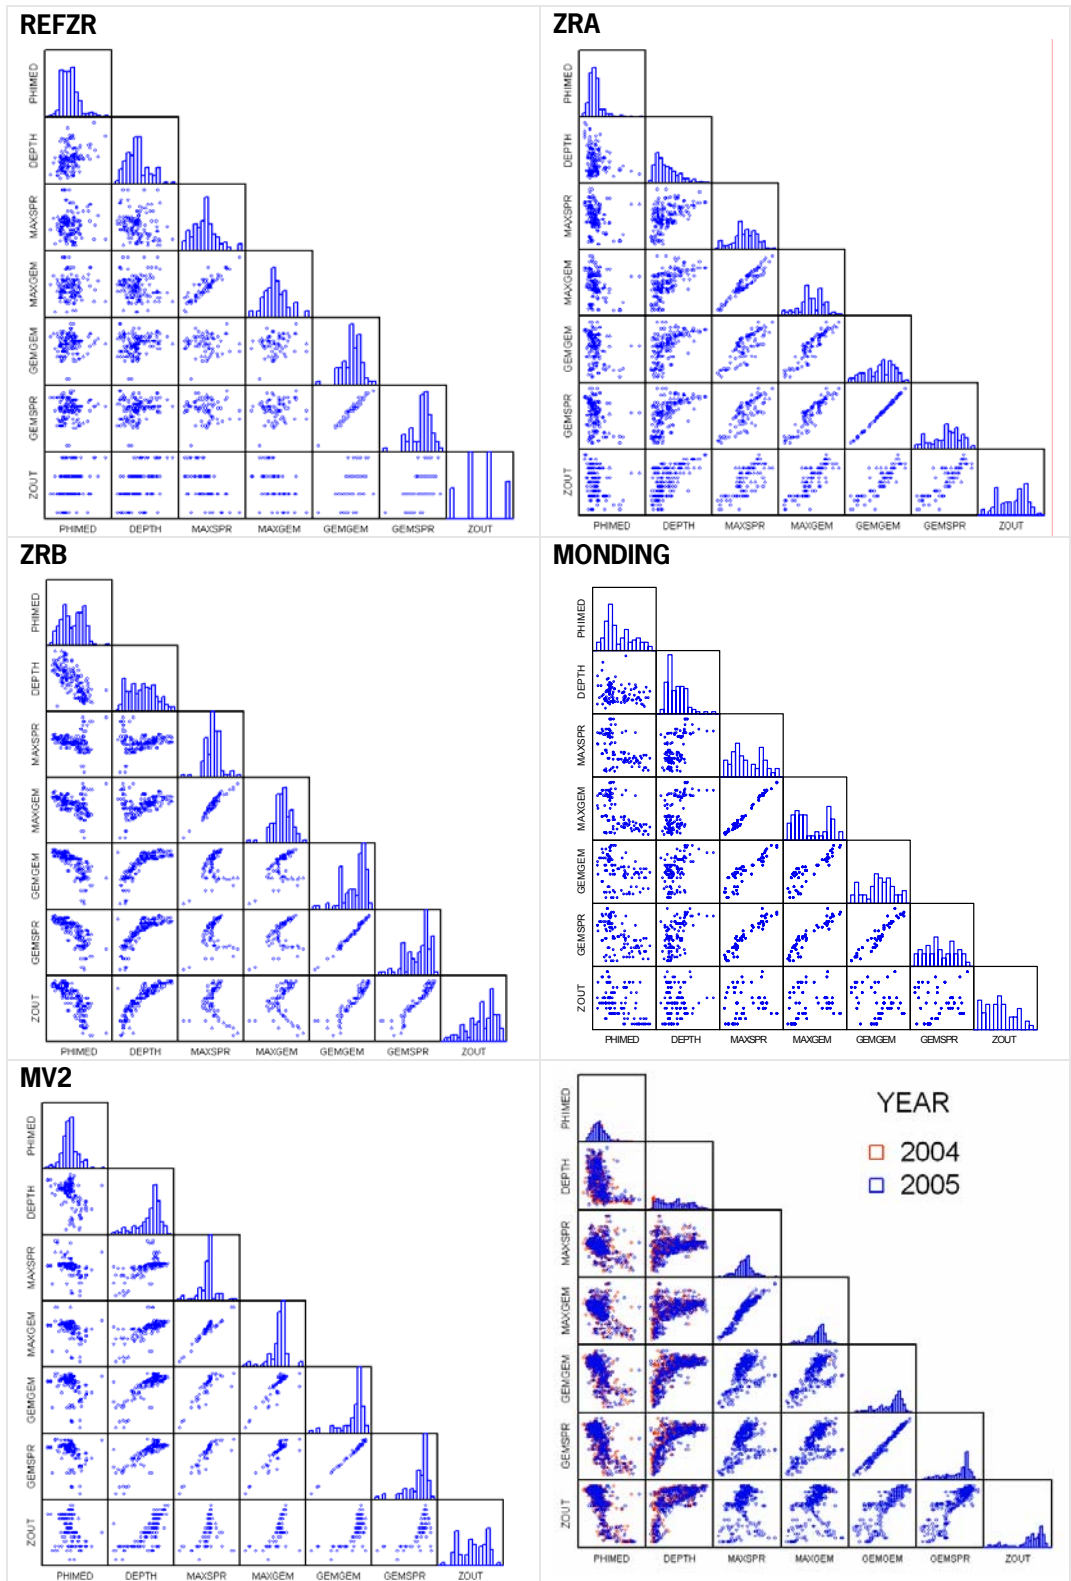 REFZR
PHIMED
DEPTH
MAXSPR
MAXGEM
GEMGEM
GEMSPR
ZOUT
PHIMED DEPTH MAXSPR MAXGEM GEMGEM GEMSPR ZOUT
ZRA
PHIMED
DEPTH
MAXSPR
MAXGEM
GEMGEM
GEMSPR
ZOUT
PHIMED DEPTH MAXSPR MAXGEM GEMGEM GEMSPR ZOUT
ZRB
PHIMED
DEPTH
MAXSPR
MAXGEM
GEMGEM
GEMSPR
ZOUT
PHIMED DEPTH MAXSPR MAXGEM GEMGEM GEMSPR ZOUT
MONDING
PHIMED
DEPTH
MAXSPR
MAXGEM
GEMGEM
GEMSPR
ZOUT
PHIMED DEPTH MAXSPR MAXGEM GEMGEM GEMSPR ZOUT
MV2
PHIMED
DEPTH
MAXSPR
MAXGEM
GEMGEM
GEMSPR
ZOUT
PHIMED DEPTH MAXSPR MAXGEM GEMGEM GEMSPR ZOUT
YEAR
2004
2005
PHIMED
DEPTH
MAXSPR
MAXGEM
GEMGEM
GEMSPR
ZOUT
PHIMED DEPTH MAXSPR MAXGEM GEMGEM GEMSPR ZOUT